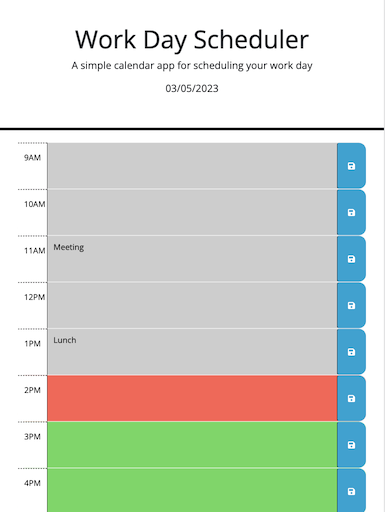 Work Day Scheduler
A simple calendar app for scheduling your work day
03/05/2023
9AM
10AM
11AM Meeting
12PM
1PM Lunch
2PM
3PM
4PM